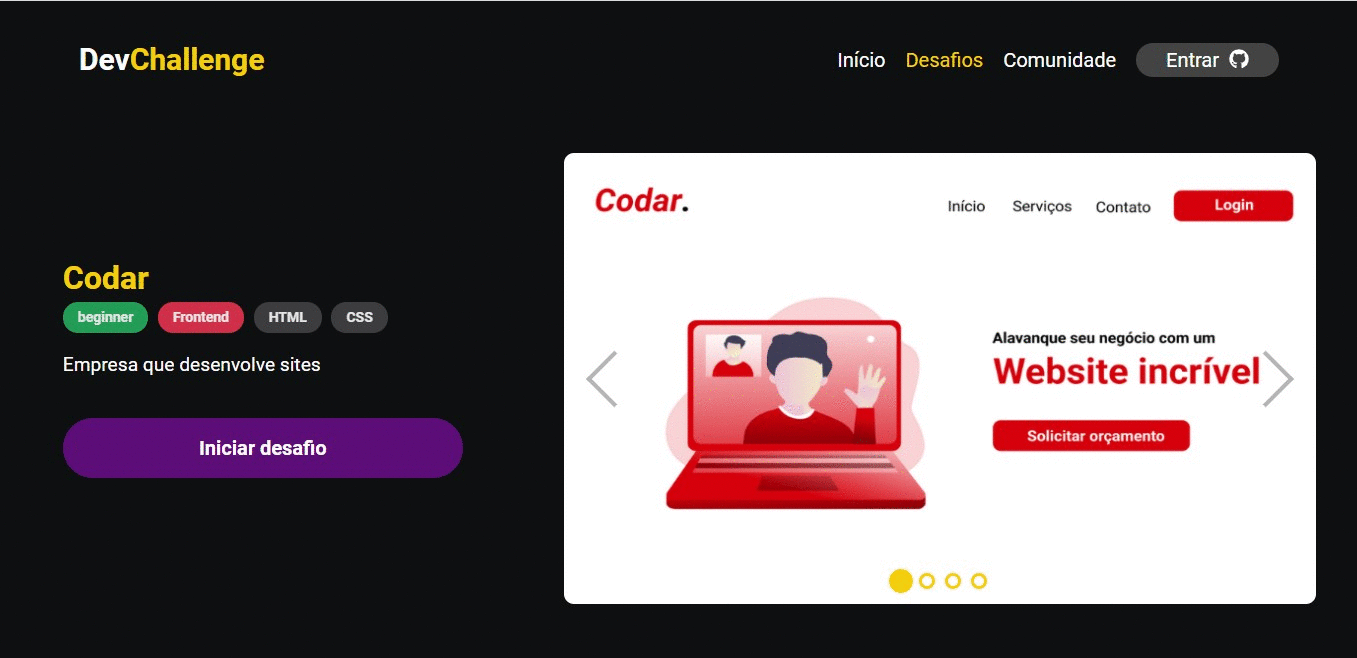 DevChallenge
Início Desafios Comunidade Entrar
Codar
beginner Frontend HTML CSS
Empresa que desenvolve sites
Iniciar desafio
Codar.
Início Serviços Contato Login
Alavanque seu negócio com um
Website incrível
Solicitar orçamento